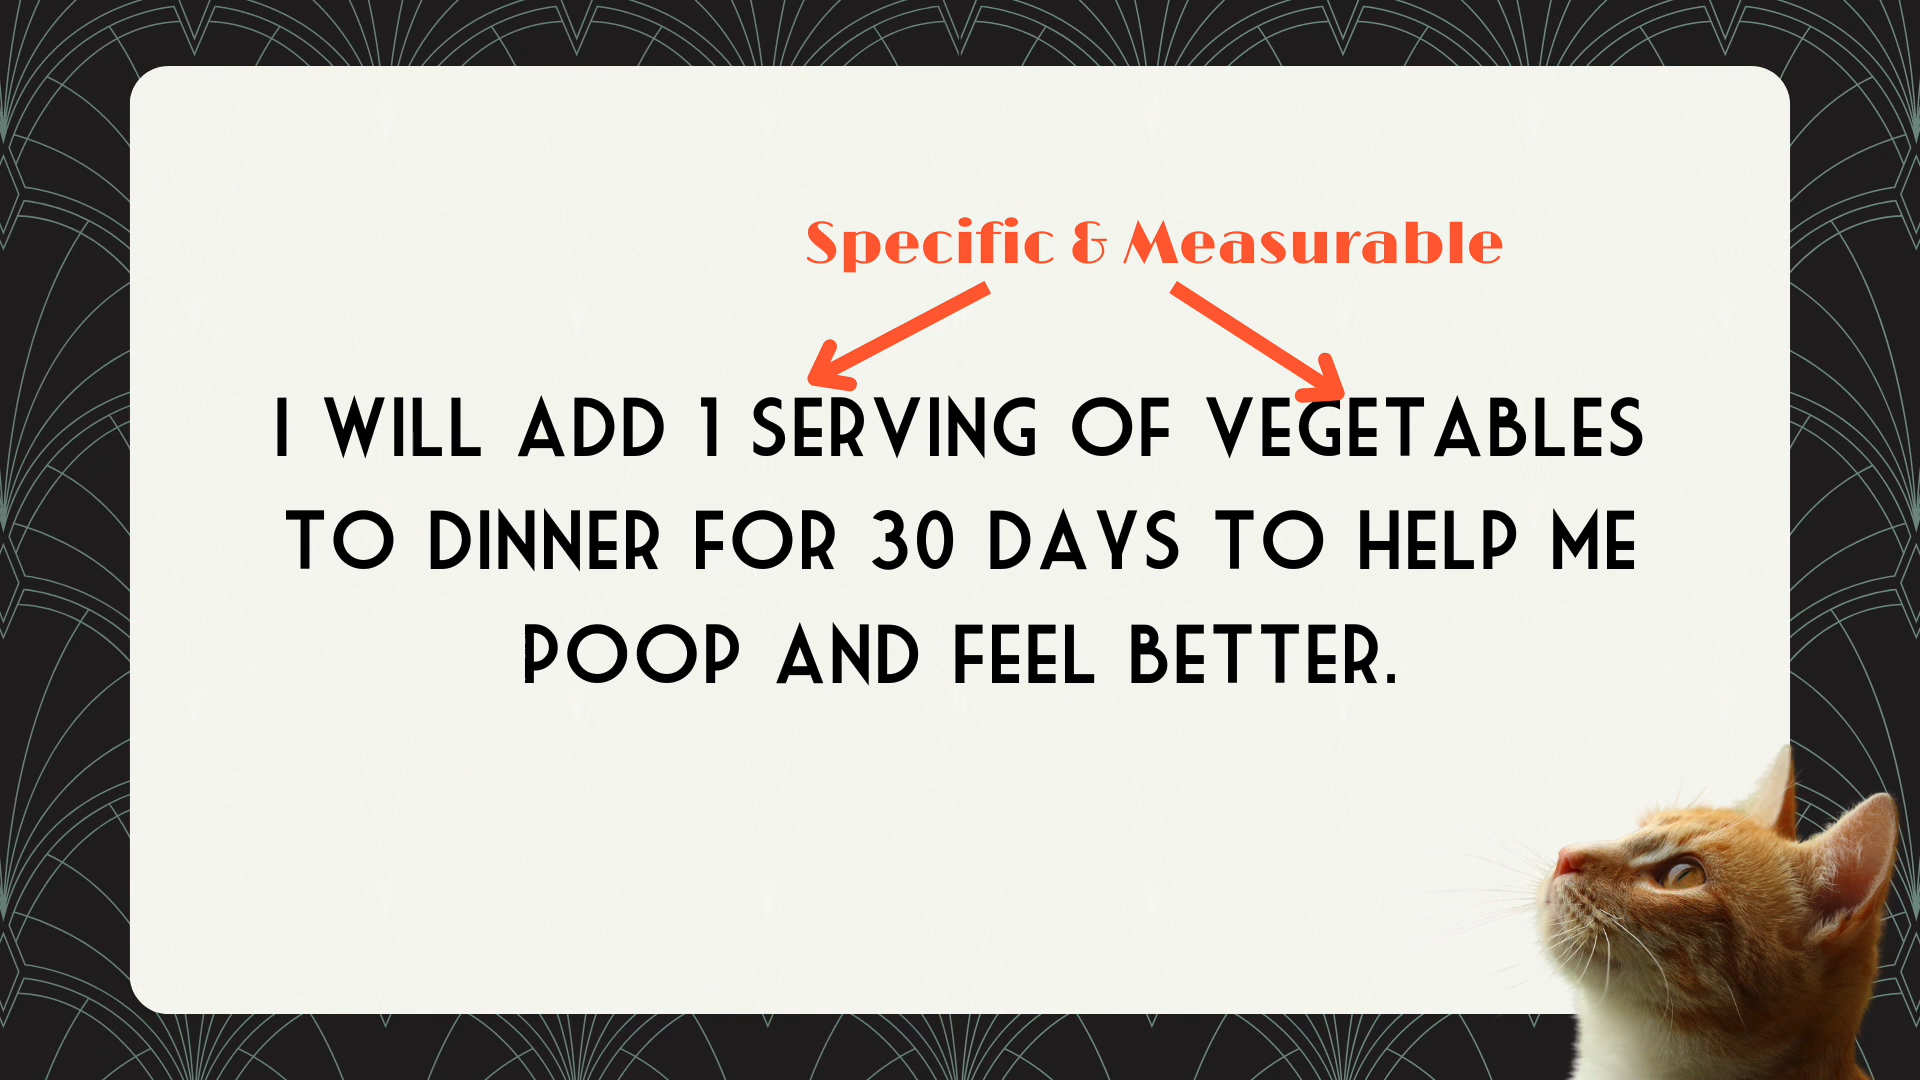 Specific & Measurable
I WILL ADD 1 SERVING OF VEGETABLES
TO DINNER FOR 30 DAYS TO HELP ME
POOP AND FEEL BETTER.